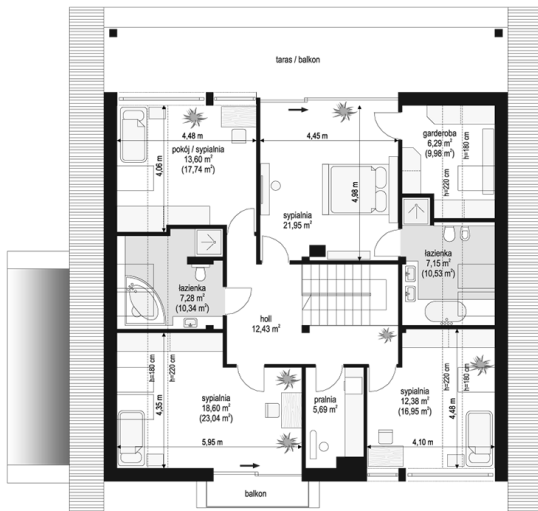 taras / balkon
4,48 m
pokój / sypialnia
13,60 m²
(17,74 m²)
4,06 m
4,45 m
4,98 m
sypialnia
21,95 m²
garderoba
6,29 m²
(9,98 m²)
h=180 cm
h=220 cm
łazienka
7,28 m²
(10,34 m²)
łazienka
7,15 m²
(10,53 m²)
holl
12,43 m²
h=180 cm
h=220 cm
4,35 m
sypialnia
18,60 m²
(23,04 m²)
5,95 m
pralnia
5,69 m²
sypialnia
12,38 m²
(16,95 m²)
h=220 cm
h=180 cm
4,48 m
4,10 m
balkon